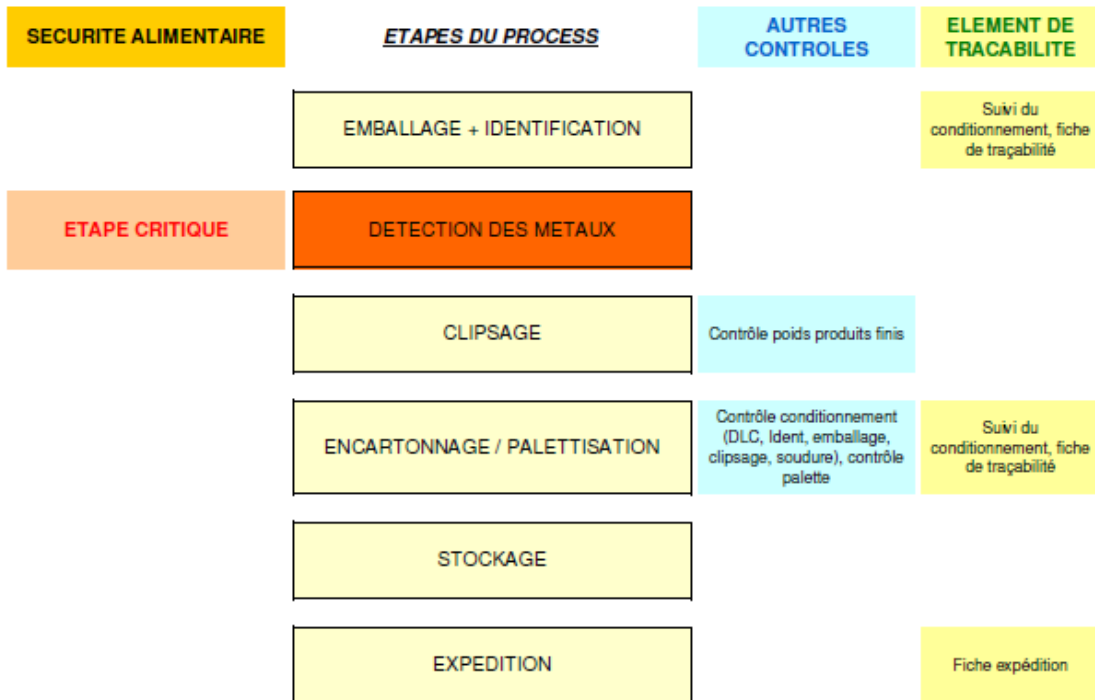 SECURITE ALIMENTAIRE
ETAPES DU PROCESS
AUTRES
CONTROLES
ELEMENT DE
TRACABILITE
EMBALLAGE + IDENTIFICATION
Suivi du
conditionnement, fiche
de traçabilité
ETAPE CRITIQUE
DETECTION DES METAUX
CLIPSAGE
Contrôle poids produits finis
ENCARTONNAGE / PALETTISATION
Contrôle conditionnement
(DLC, Ident, emballage,
clipsage, soudure), contrôle
palette
Suivi du
conditionnement, fiche
de traçabilité
STOCKAGE
EXPEDITION
Fiche expédition